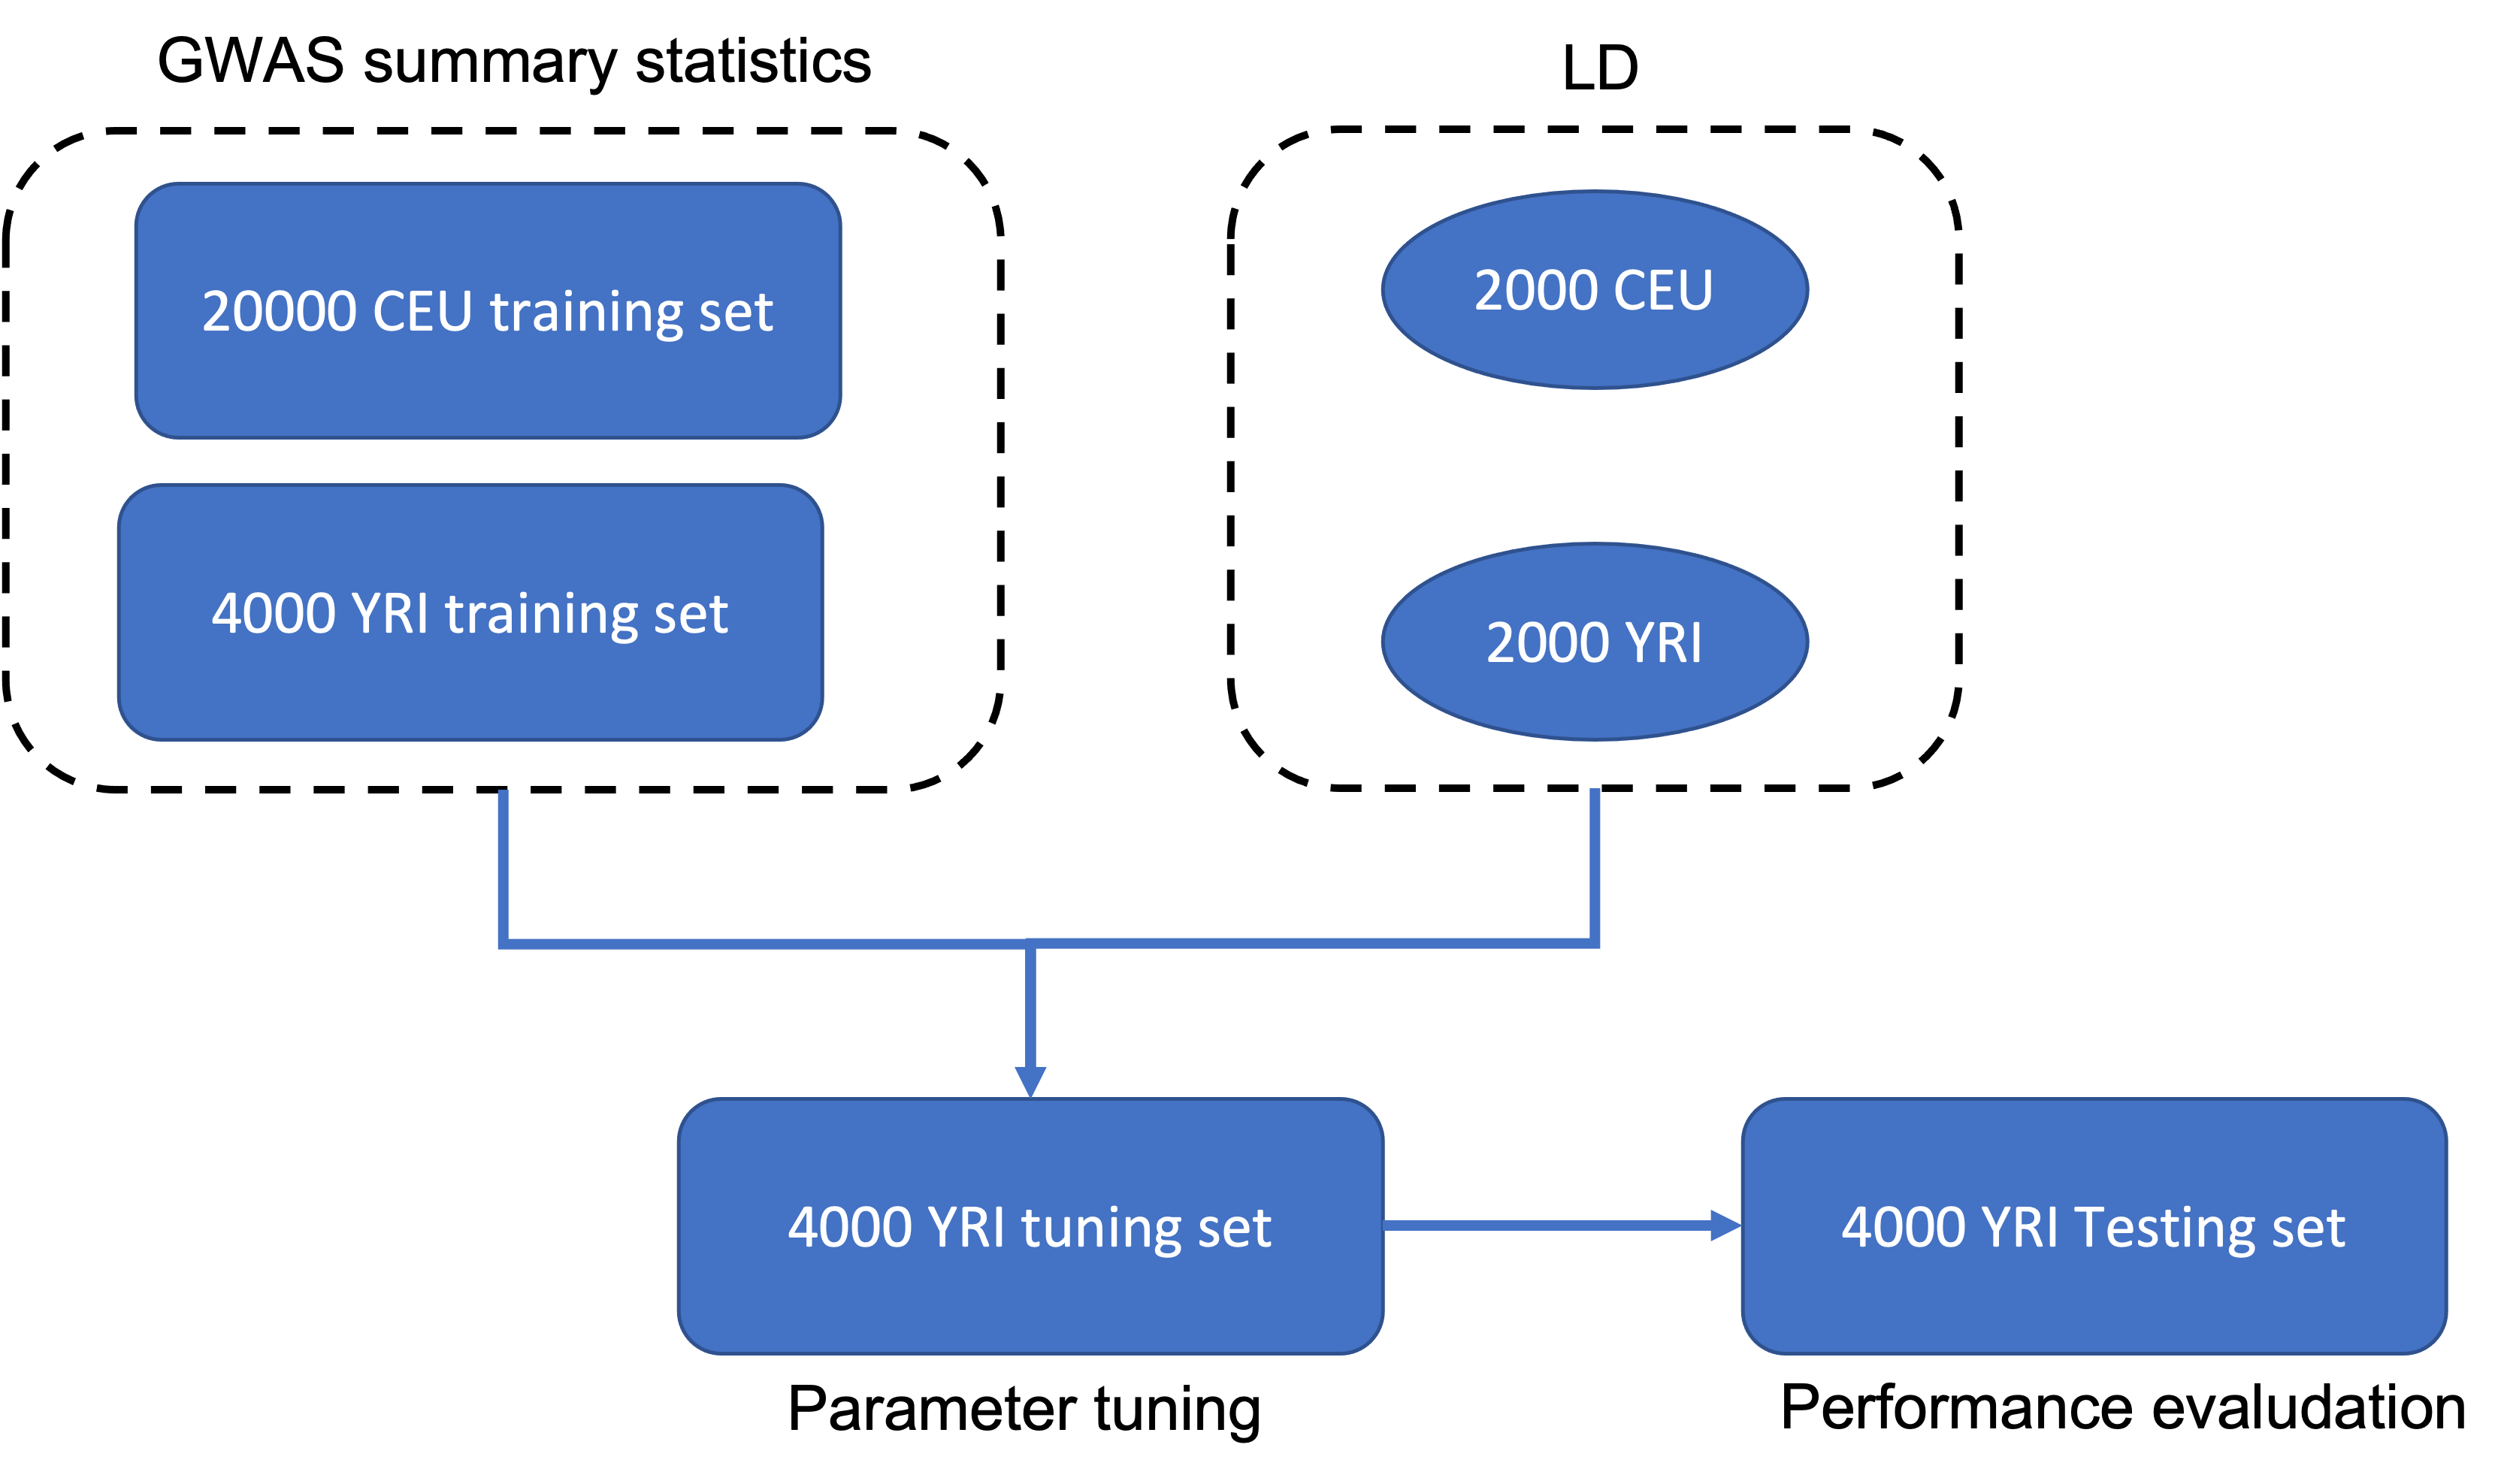 GWAS summary statistics
LD
20000 CEU training set
2000 CEU
4000 YRI training set
2000 YRI
4000 YRI tuning set
4000 YRI Testing set
Parameter tuning
Performance evaludation